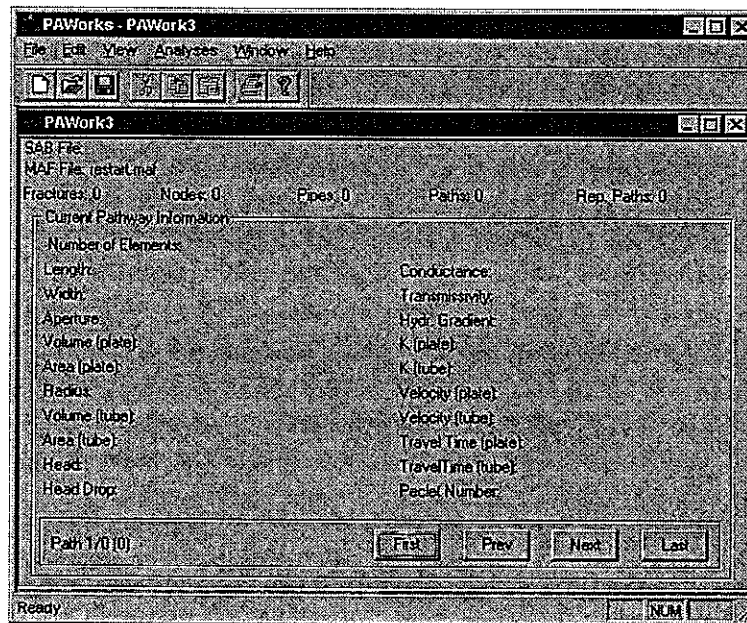 PAWorks - PAWork3
File Edit View Analyses Window Help
PAWork3
SAB File:
MAF File: restart.maf
Fractures: 0 Nodes: 0 Pipes: 0 Paths: 0 Rep. Paths: 0
Current Pathway Information
Number of Elements:
Length: Conductance:
Width: Transmissivity:
Aperture: Hydr. Gradient:
Volume (plate): K (plate):
Area (plate): K (tube):
Radius: Velocity (plate):
Volume (tube): Velocity (tube):
Area (tube): Travel Time (plate):
Head: TravelTime (tube):
Head Drop: Peclet Number:
Path 1/0 (0) First Prev Next Last
Ready NUM